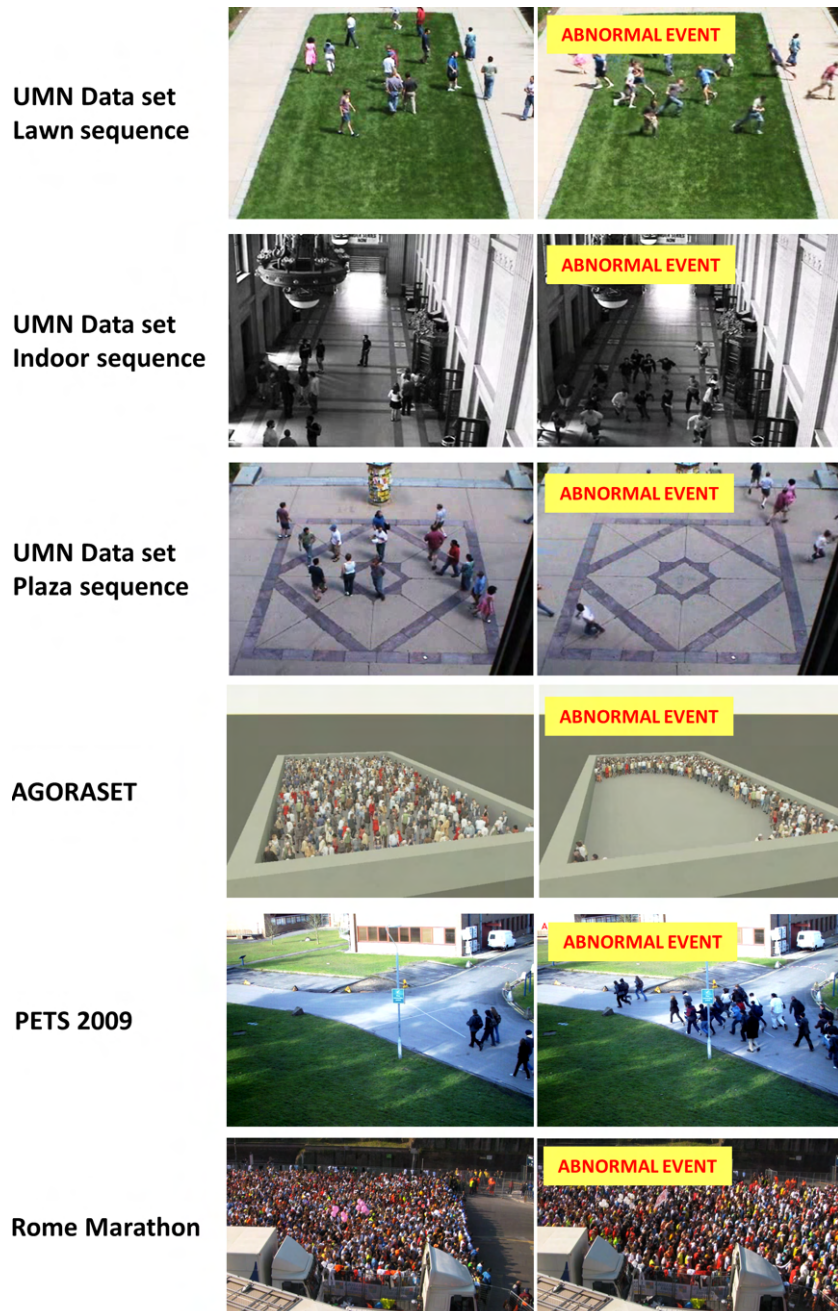 UMN Data set
Lawn sequence
ABNORMAL EVENT
UMN Data set
Indoor sequence
ABNORMAL EVENT
UMN Data set
Plaza sequence
ABNORMAL EVENT
AGORASET
ABNORMAL EVENT
PETS 2009
ABNORMAL EVENT
Rome Marathon
ABNORMAL EVENT